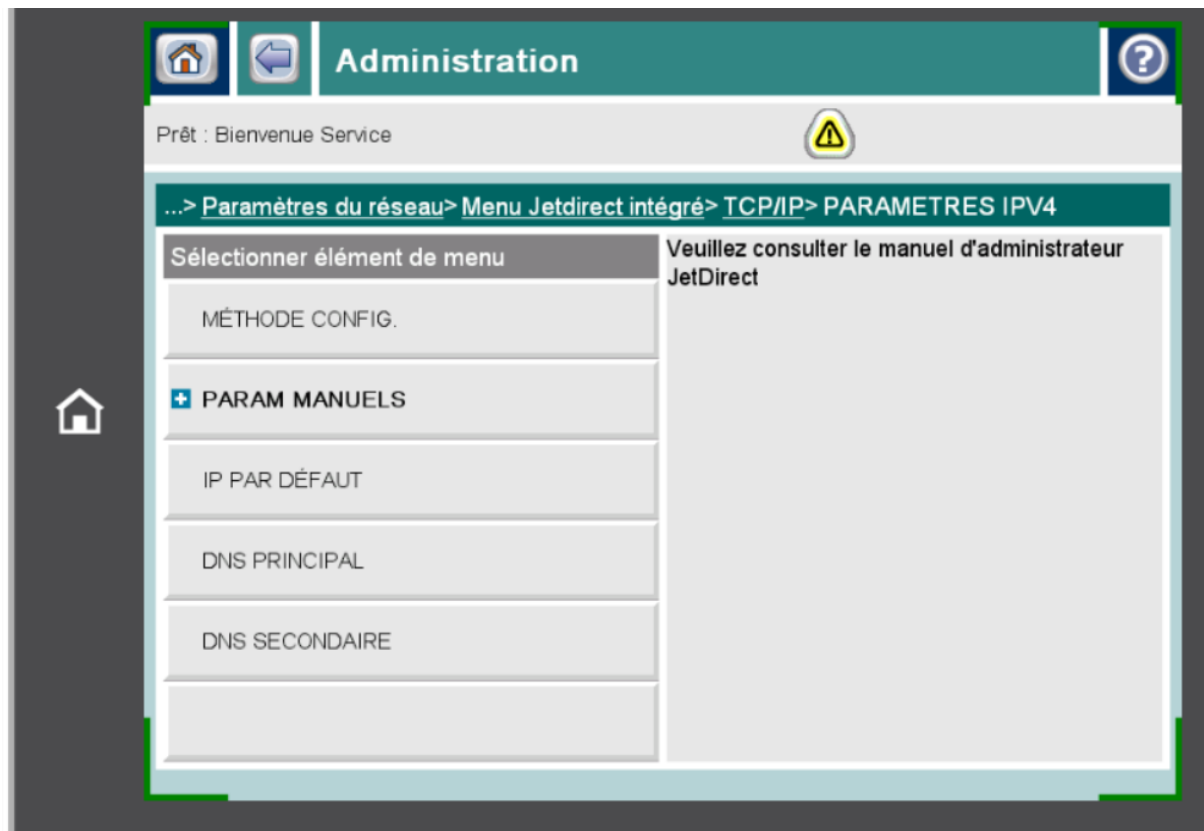 Administration
Prêt : Bienvenue Service
...> Paramètres du réseau> Menu Jetdirect intégré> TCP/IP> PARAMETRES IPV4
Sélectionner élément de menu
MÉTHODE CONFIG.
PARAM MANUELS
IP PAR DÉFAUT
DNS PRINCIPAL
DNS SECONDAIRE
Veuillez consulter le manuel d'administrateur
JetDirect